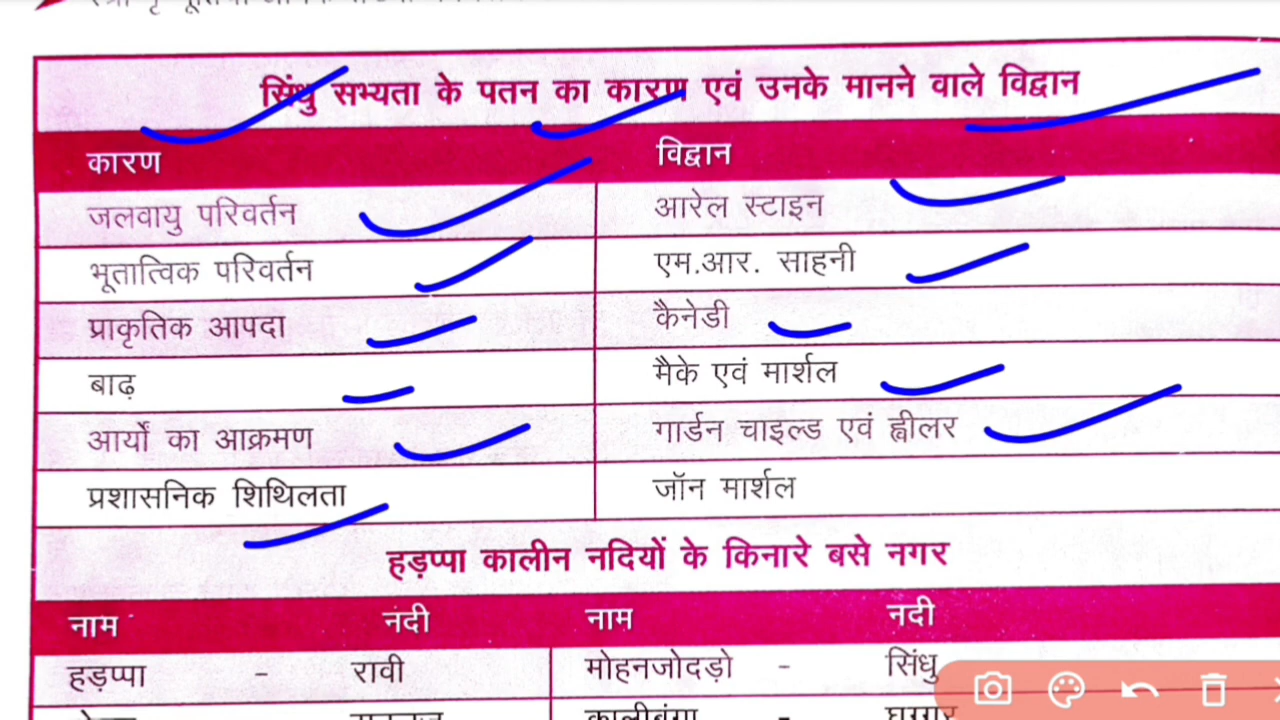 सिंधु सभ्यता के पतन का कारण एवं उनके मानने वाले विद्वान
कारण विद्वान
जलवायु परिवर्तन आरेल स्टाइन
भूतात्विक परिवर्तन एम.आर. साहनी
प्राकृतिक आपदा कैनेडी
बाढ़ मैके एवं मार्शल
आर्यों का आक्रमण गार्डन चाइल्ड एवं ह्वीलर
प्रशासनिक शिथिलता जॉन मार्शल
हड़प्पा कालीन नदियों के किनारे बसे नगर
नाम नदी नाम नदी
हड़प्पा - रावी मोहनजोदड़ो - सिंधु
कालीबंगा - घग्गर